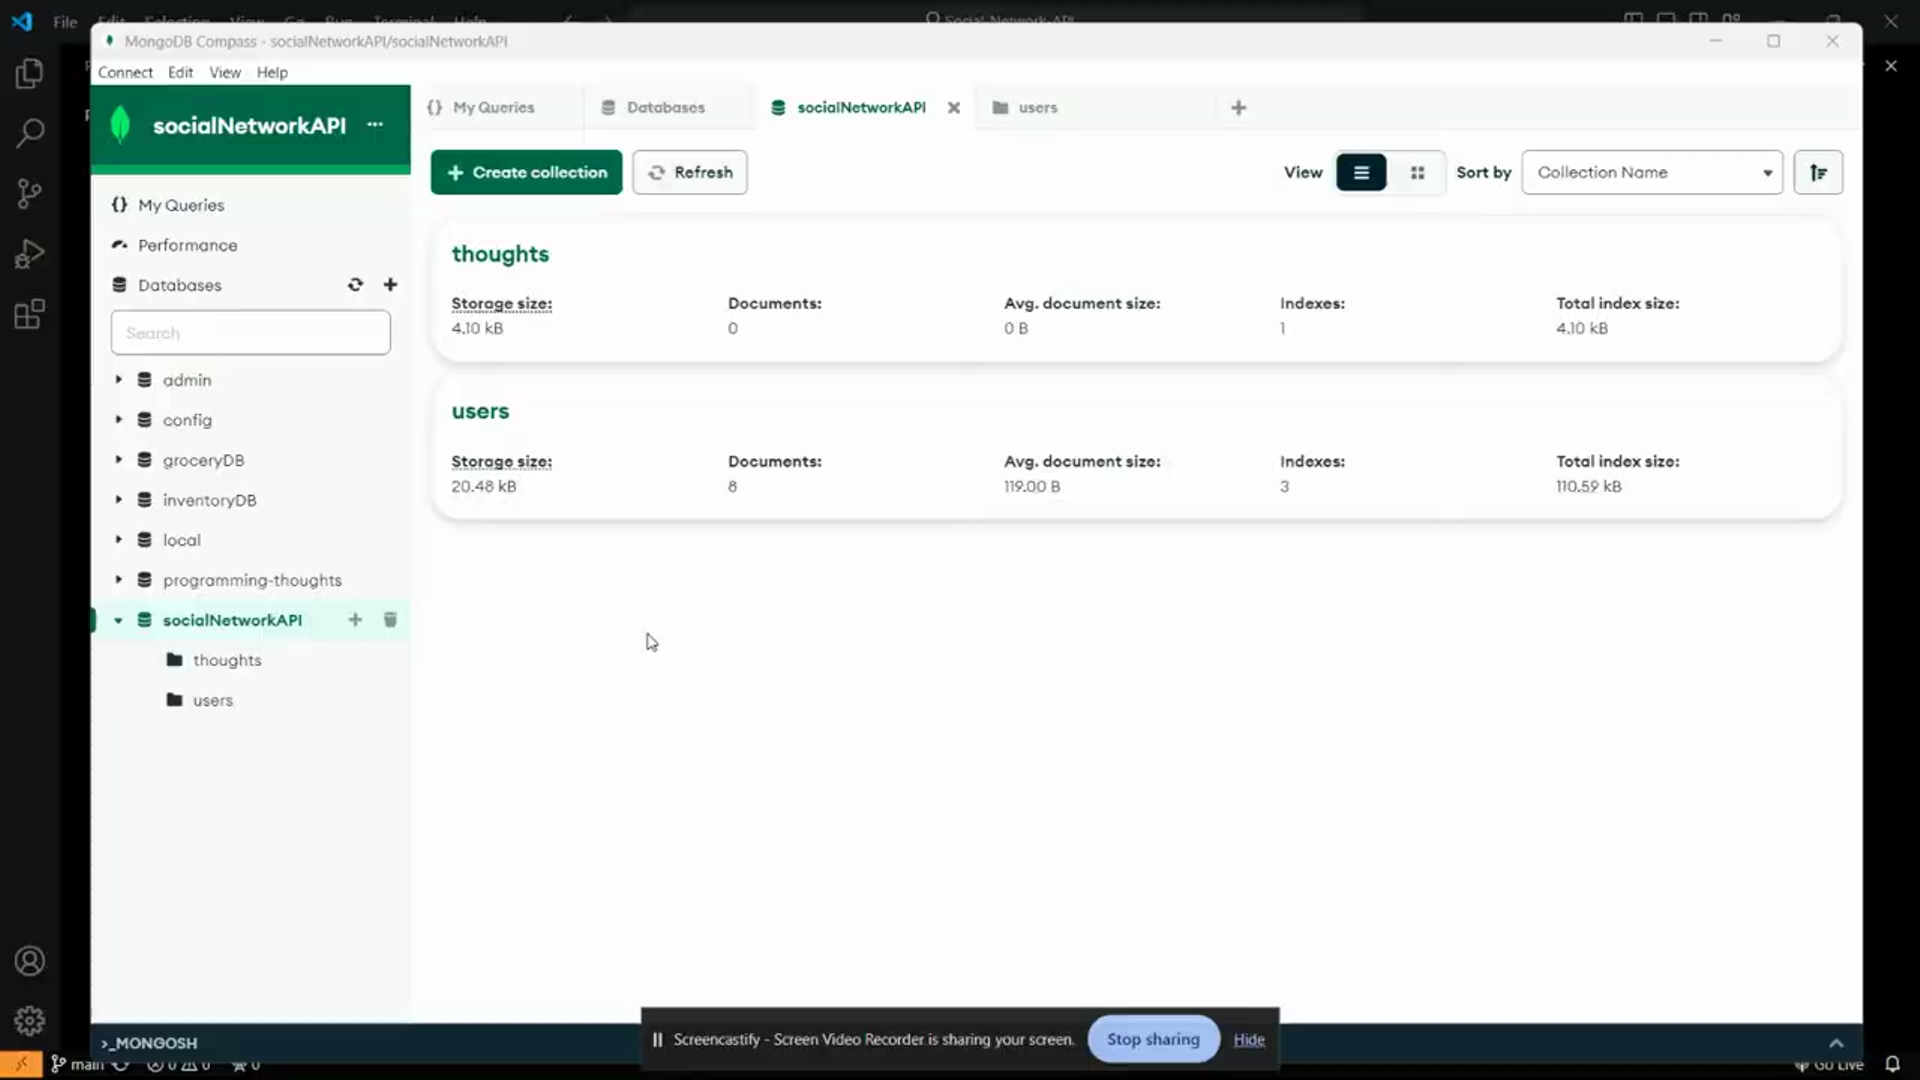 File Edit Selection View Go Run Terminal Help
Social-Network-API
MongoDB Compass - socialNetworkAPI/socialNetworkAPI
Connect Edit View Help
socialNetworkAPI ...
My Queries
Databases
socialNetworkAPI
users
Create collection
Refresh
View
Sort by
Collection Name
{} My Queries
Performance
Databases
Search
admin
config
groceryDB
inventoryDB
local
programming-thoughts
socialNetworkAPI
thoughts
users
thoughts
Storage size: Documents: Avg. document size: Indexes: Total index size:
4.10 kB 0 0 B 1 4.10 kB
users
Storage size: Documents: Avg. document size: Indexes: Total index size:
20.48 kB 8 119.00 B 3 110.59 kB
>_MONGOSH
Screencastify - Screen Video Recorder is sharing your screen.
Stop sharing
Hide
main
0 0 0
Go Live